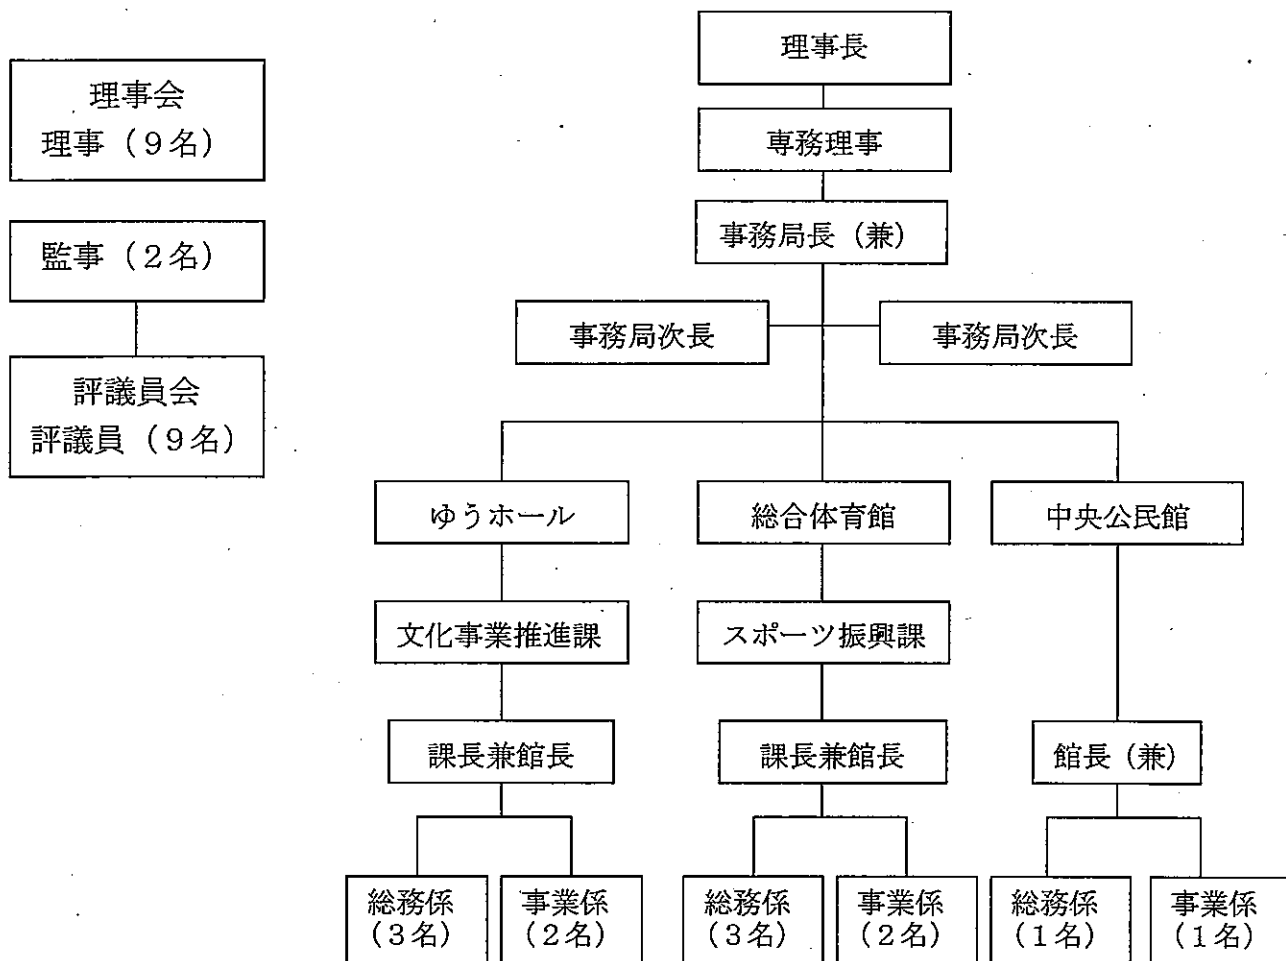 理事長
理事会
理事（９名）
専務理事
監事（２名）
事務局長（兼）
事務局次長
事務局次長
評議員会
評議員（９名）
ゆうホール
総合体育館
中央公民館
文化事業推進課
スポーツ振興課
課長兼館長
課長兼館長
館長（兼）
総務係
（３名）
事業係
（２名）
総務係
（３名）
事業係
（２名）
総務係
（１名）
事業係
（１名）